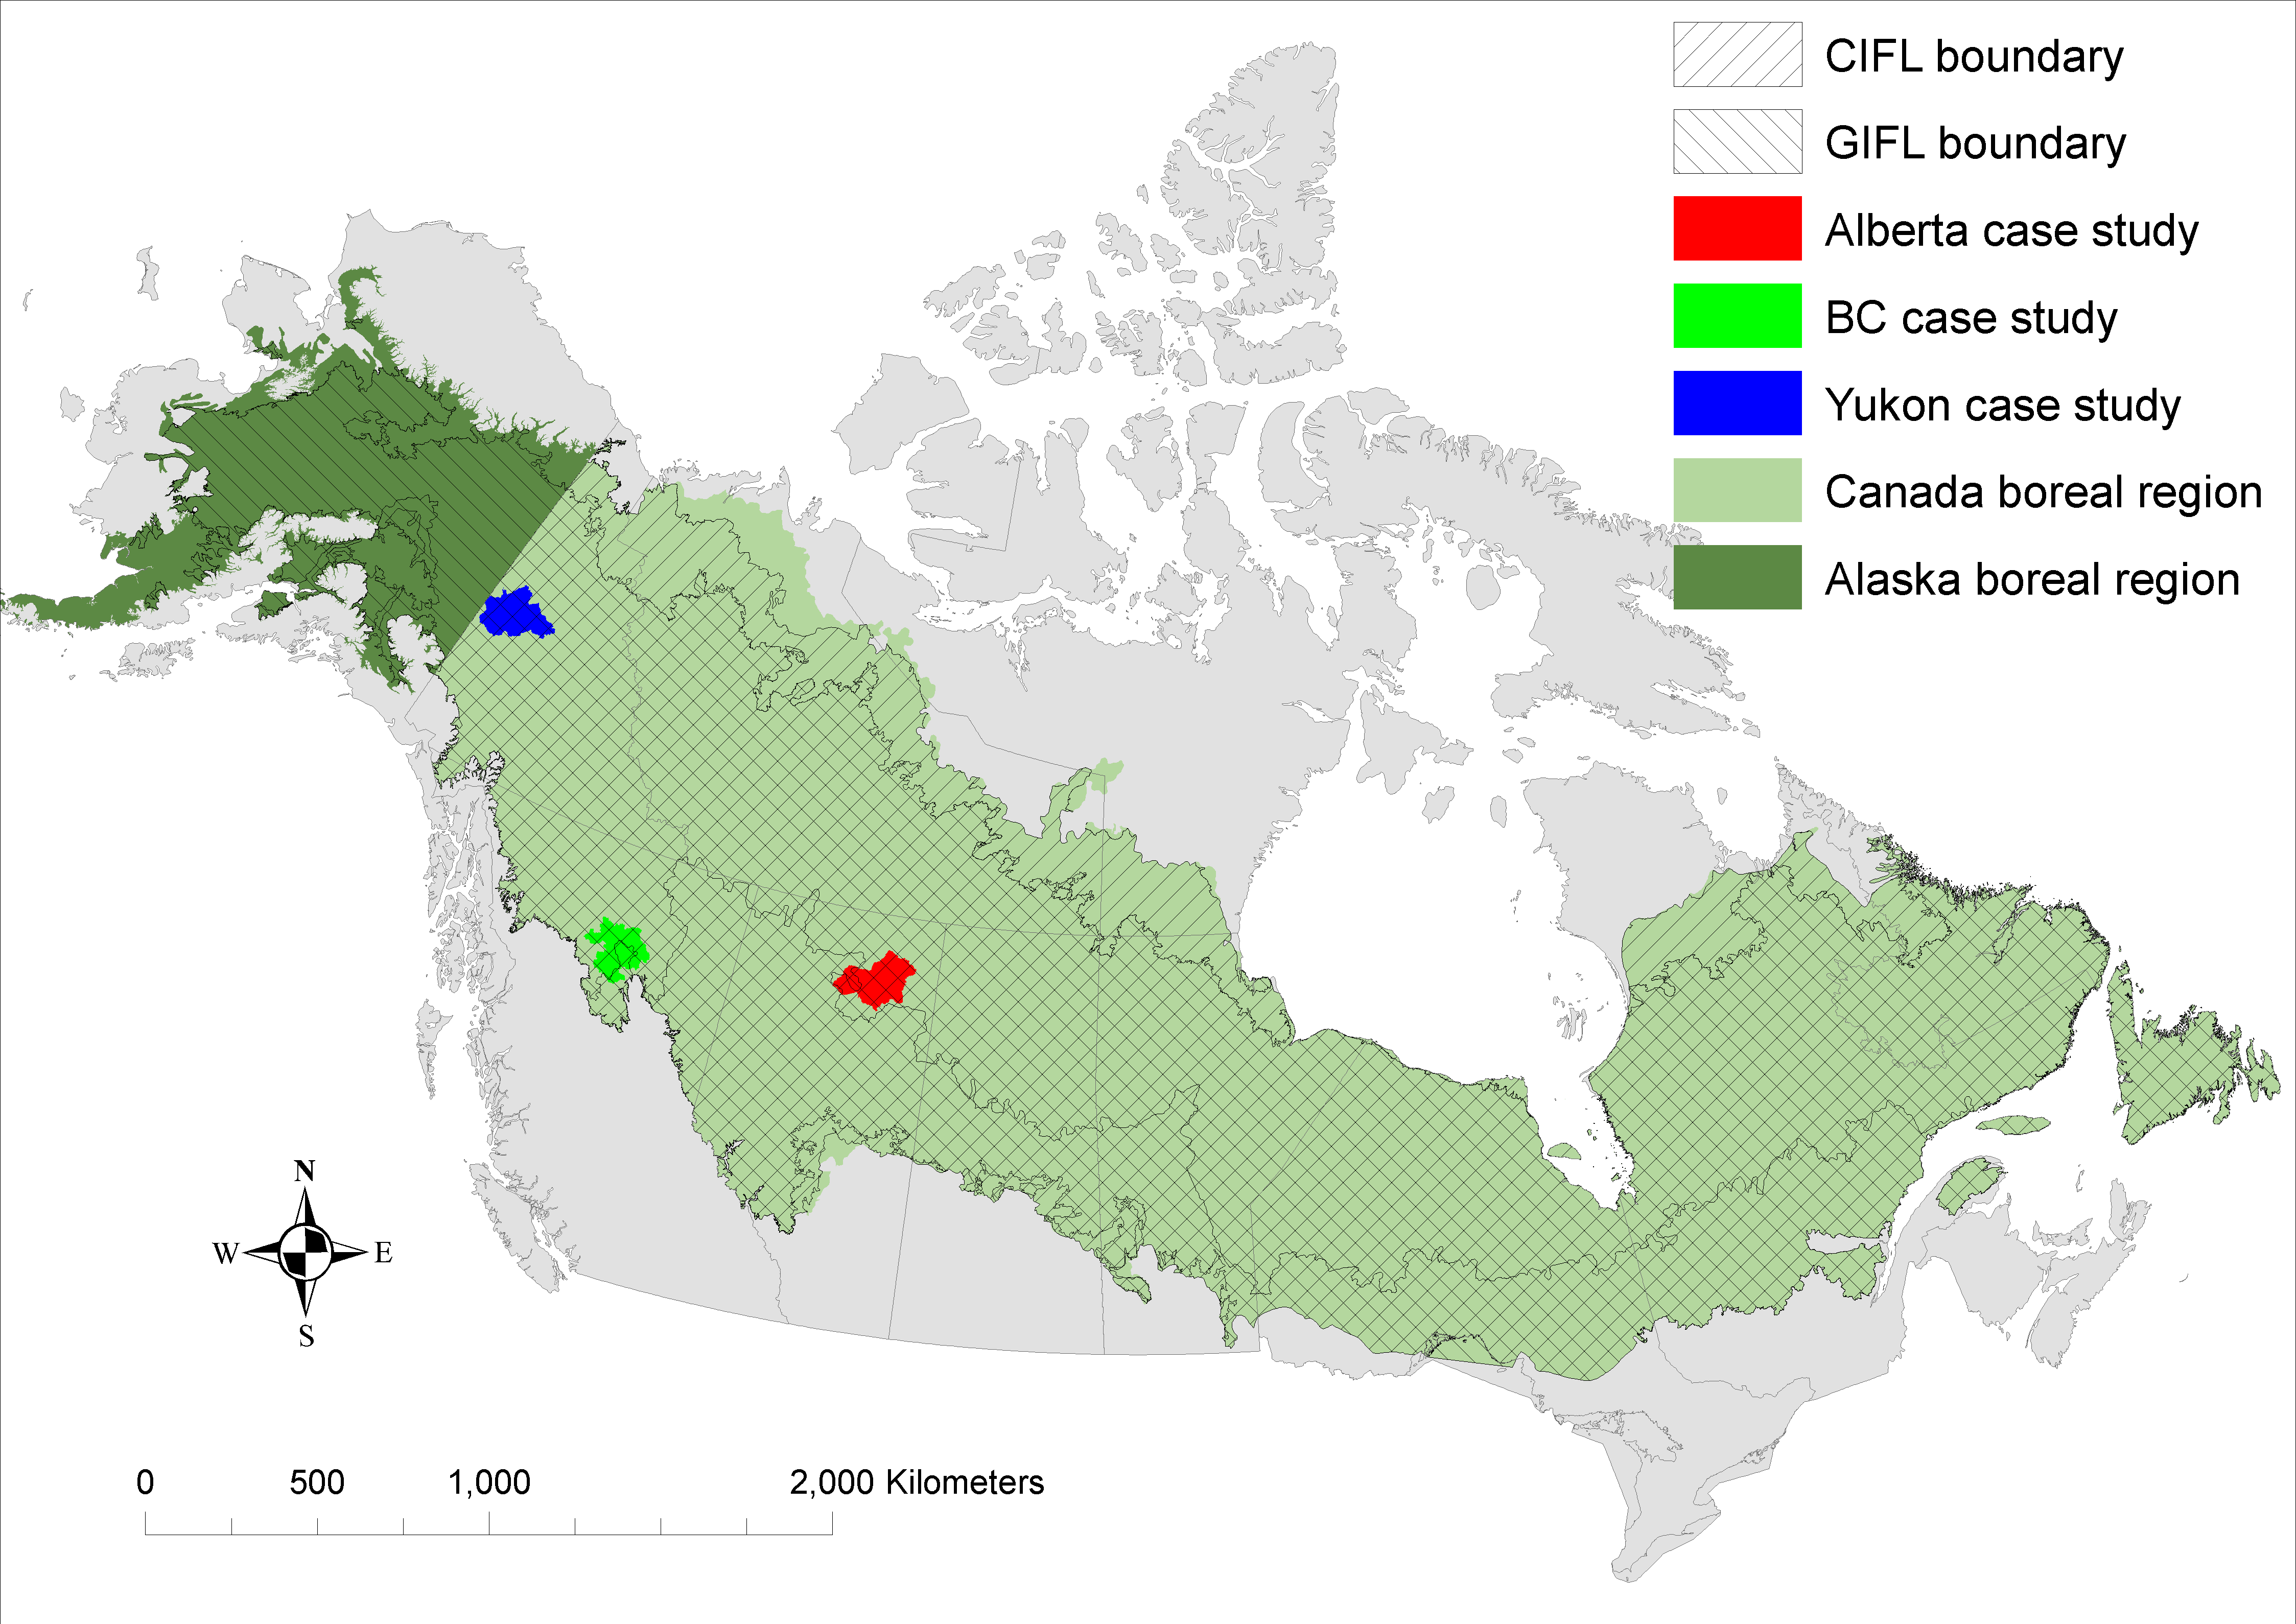 CIFL boundary
GIFL boundary
Alberta case study
BC case study
Yukon case study
Canada boreal region
Alaska boreal region
N
W E
S
0 500 1,000 2,000 Kilometers